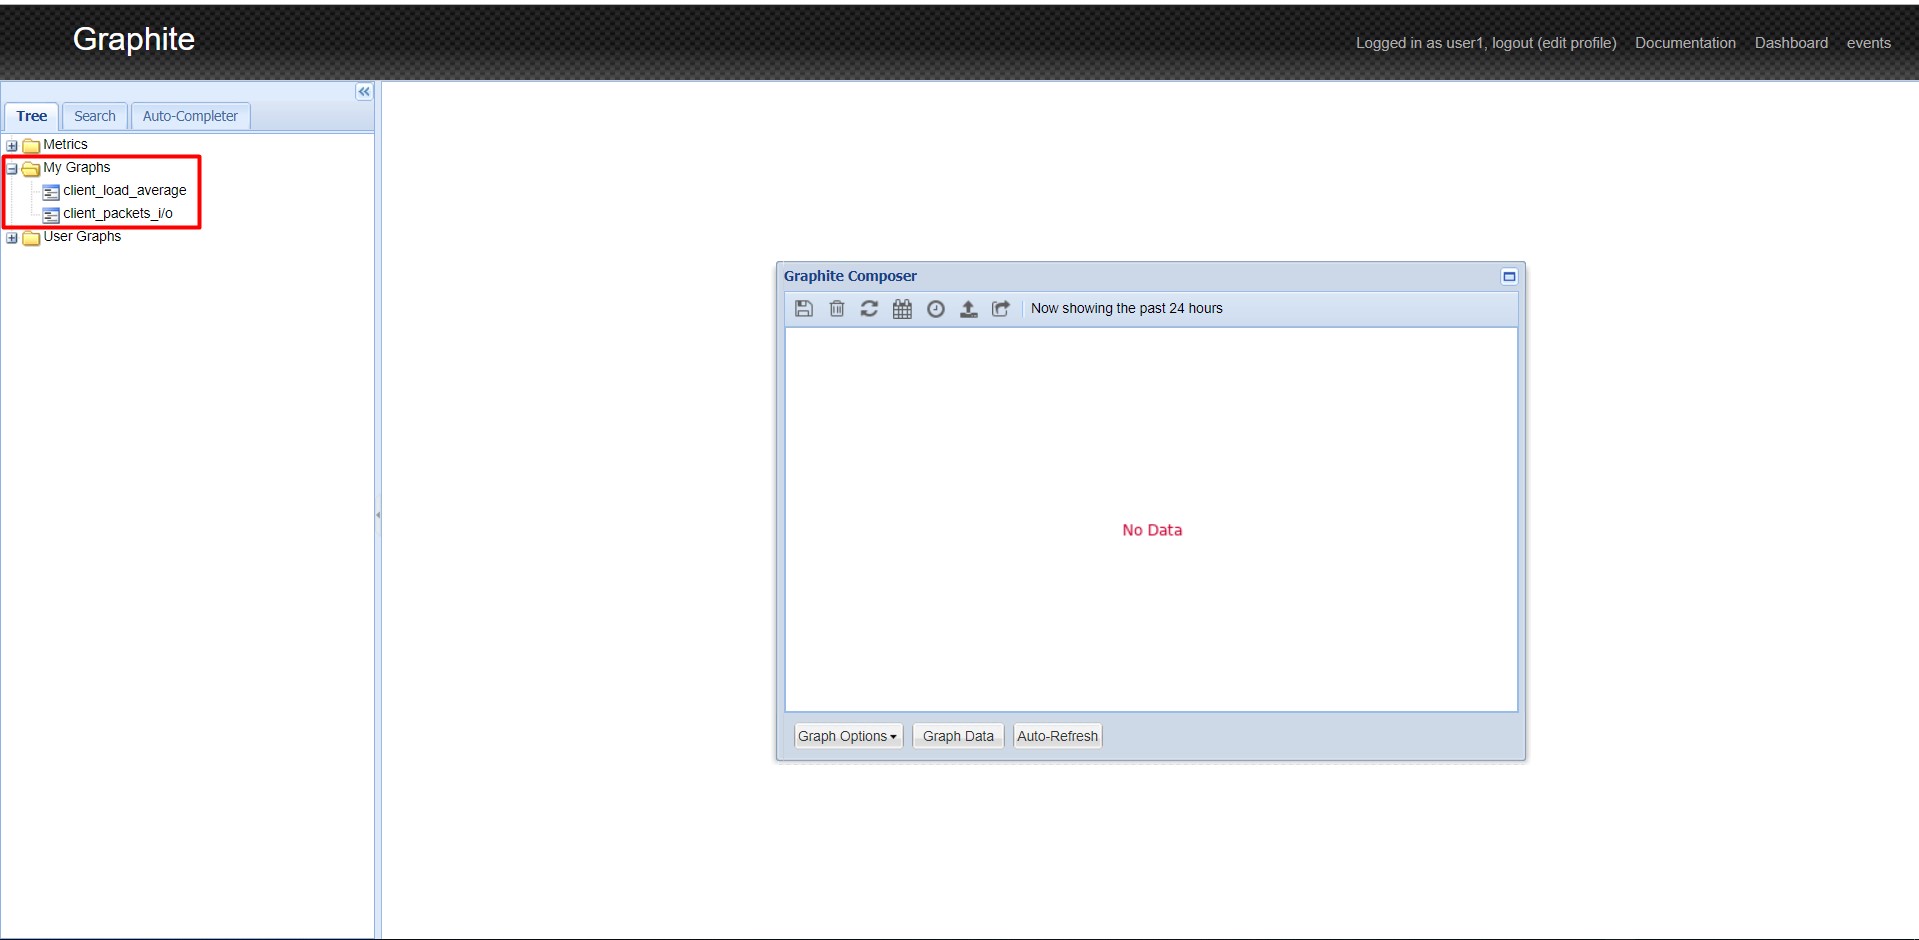 Graphite
Logged in as user1, logout (edit profile) Documentation Dashboard events
Tree Search Auto-Completer
Metrics
My Graphs
client_load_average
client_packets_i/o
User Graphs
Graphite Composer
Now showing the past 24 hours
No Data
Graph Options Graph Data Auto-Refresh